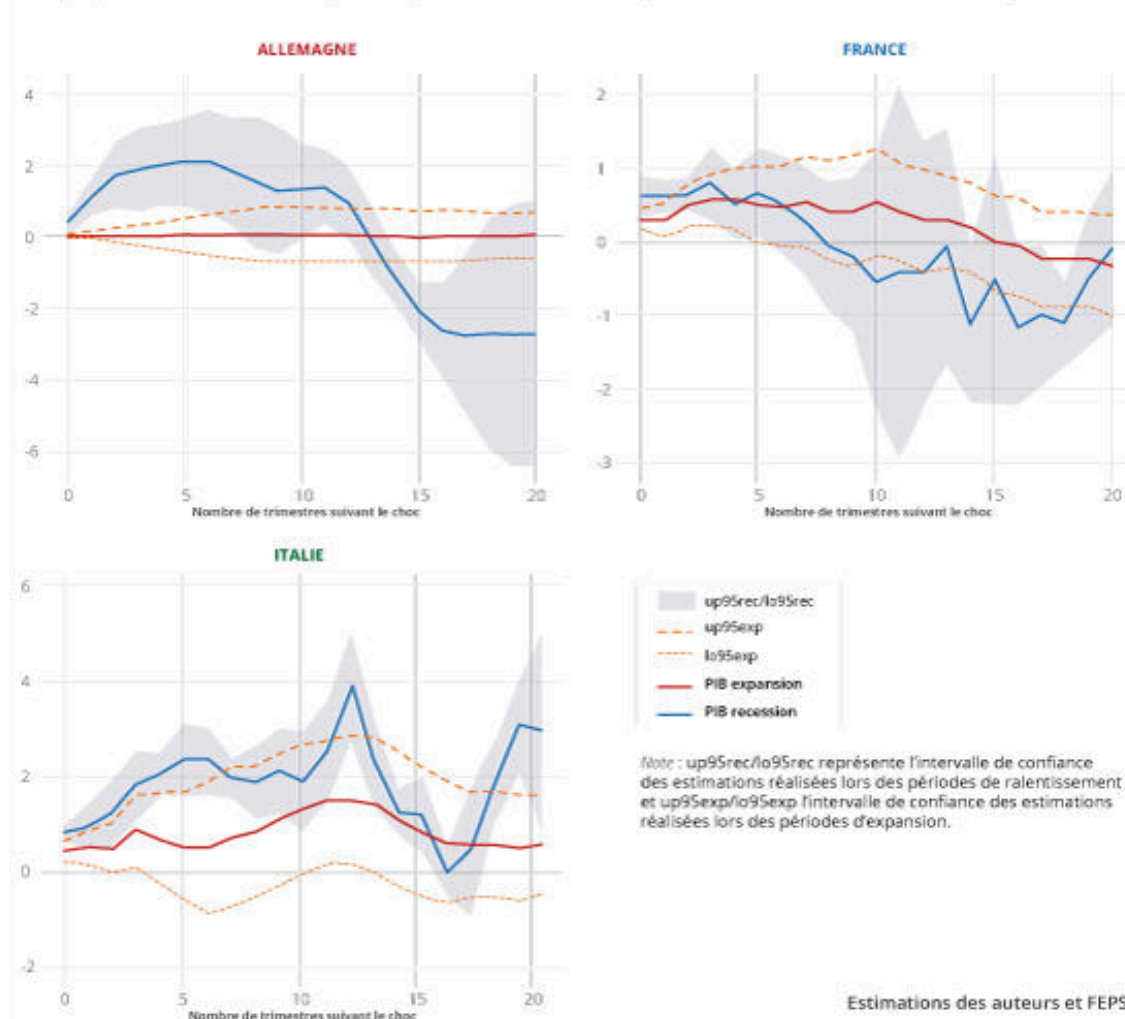 ALLEMAGNE
4
2
0
-2
-4
-6
0 5 10 15 20
Nombre de trimestres suivant le choc
FRANCE
2
1
0
-1
-2
-3
0 5 10 15 20
Nombre de trimestres suivant le choc
ITALIE
6
4
2
0
-2
0 5 10 15 20
Nombre de trimestres suivant le choc
up95rec/lo95rec
up95exp
lo95exp
PIB expansion
PIB recession
Note : up95rec/lo95rec représente l'intervalle de confiance
des estimations réalisées lors des périodes de ralentissement
et up95exp/lo95exp l'intervalle de confiance des estimations
réalisées lors des périodes d'expansion.
Estimations des auteurs et FEPS